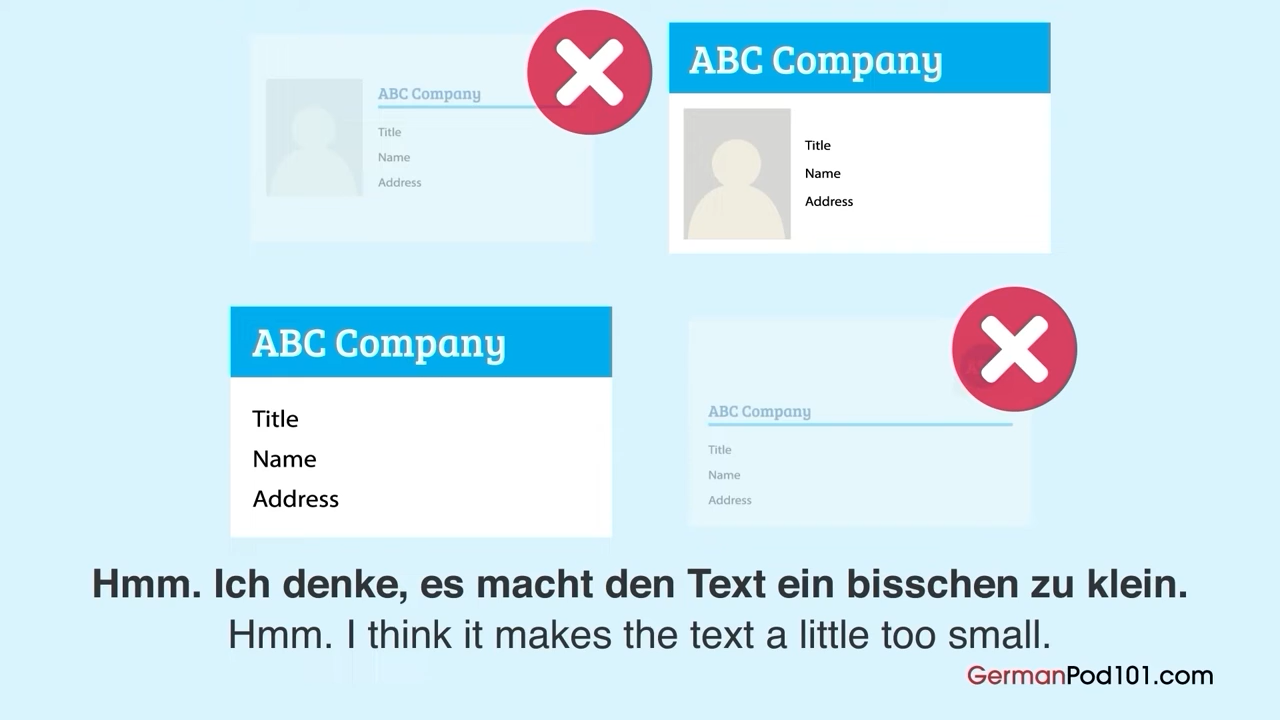 ABC Company
Title
Name
Address
ABC Company
Title
Name
Address
ABC Company
Title
Name
Address
ABC Company
Title
Name
Address
Hmm. Ich denke, es macht den Text ein bisschen zu klein.
Hmm. I think it makes the text a little too small.
GermanPod101.com